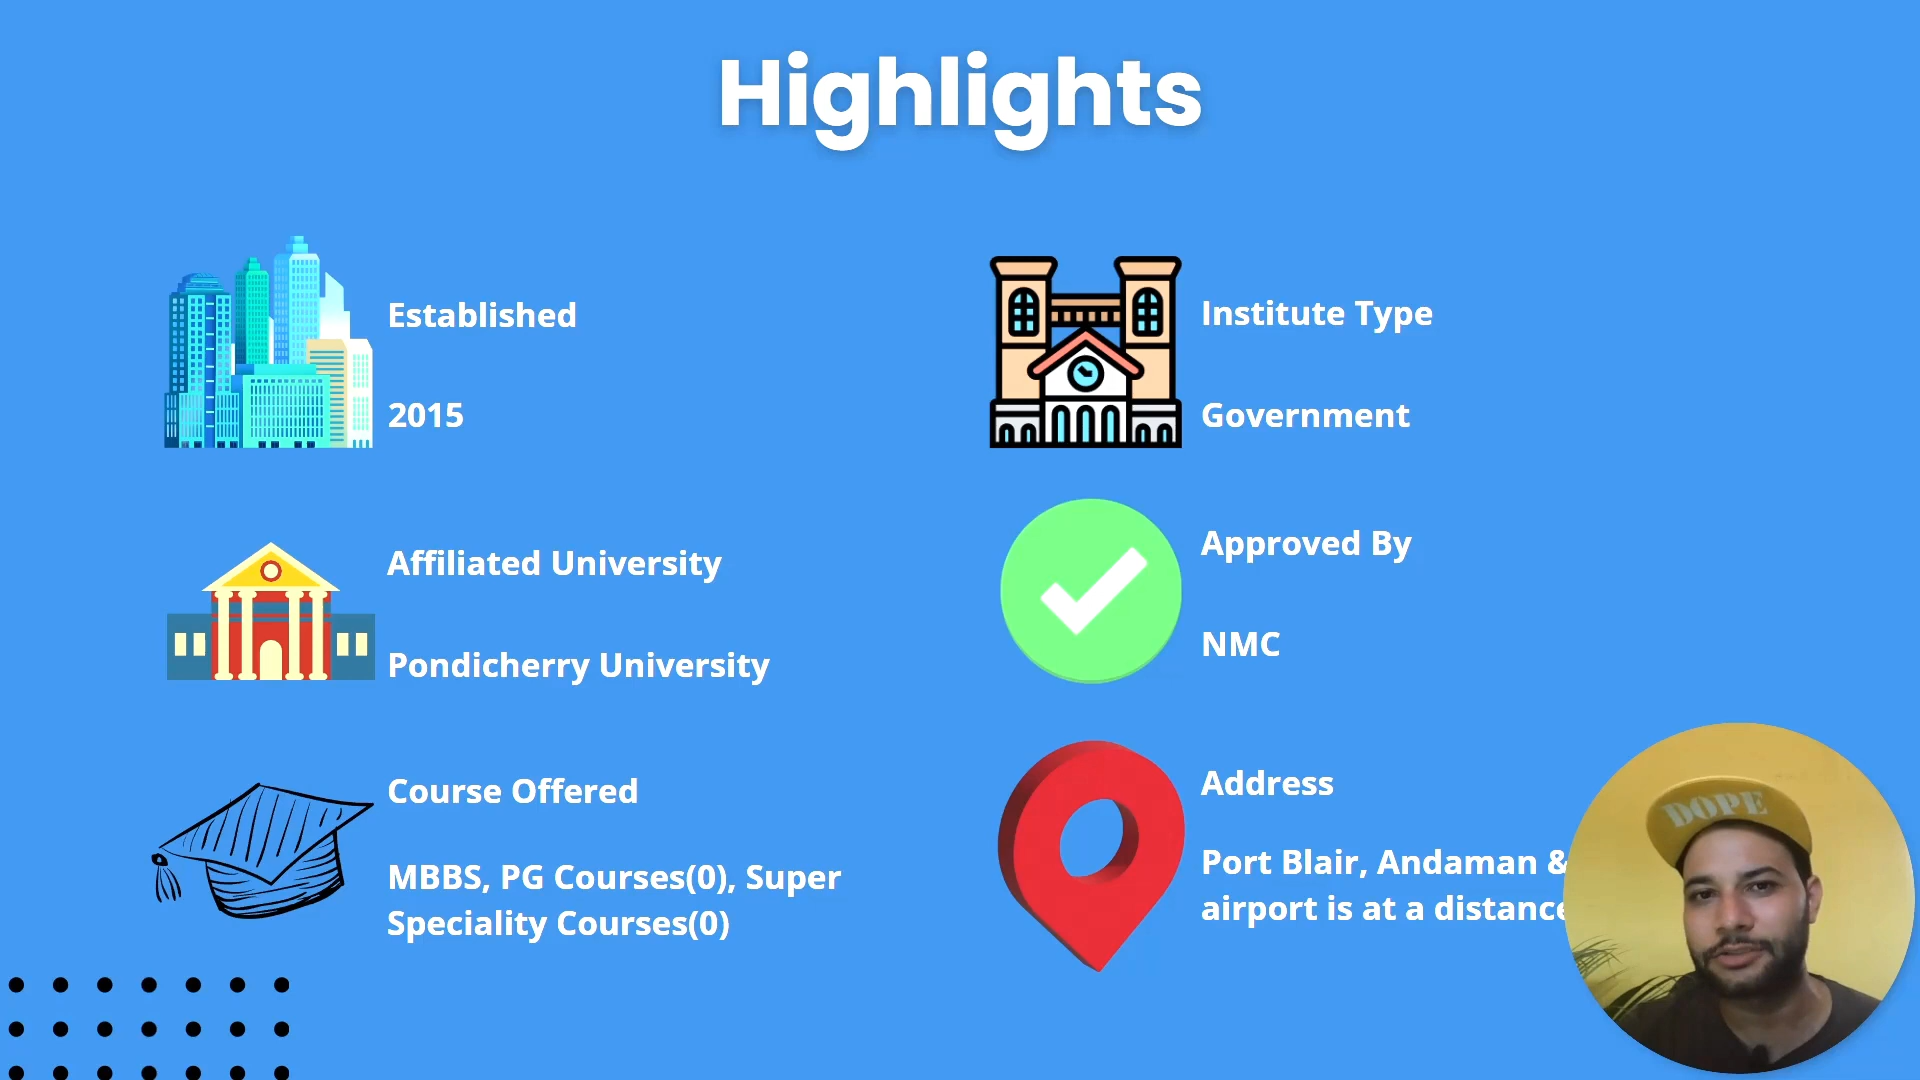 Highlights
Established
2015
Institute Type
Government
Affiliated University
Pondicherry University
Approved By
NMC
Course Offered
MBBS, PG Courses(0), Super
Speciality Courses(0)
Address
Port Blair, Andaman &
airport is at a distance
DOPE